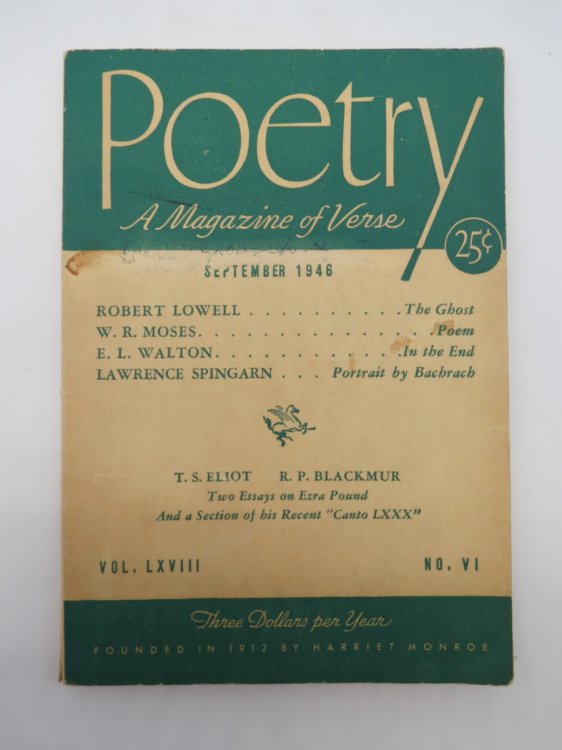 Poetry
A Magazine of Verse
25¢
SEPTEMBER 1946
ROBERT LOWELL . . . . . . . . . . . The Ghost
W. R. MOSES . . . . . . . . . . . . . . . . Poem
E. L. WALTON . . . . . . . . . . . . . In the End
LAWRENCE SPINGARN . . . Portrait by Bachrach
T. S. ELIOT R. P. BLACKMUR
Two Essays on Ezra Pound
And a Section of his Recent "Canto LXXX"
VOL. LXVIII NO. VI
Three Dollars per Year
FOUNDED IN 1912 BY HARRIET MONROE